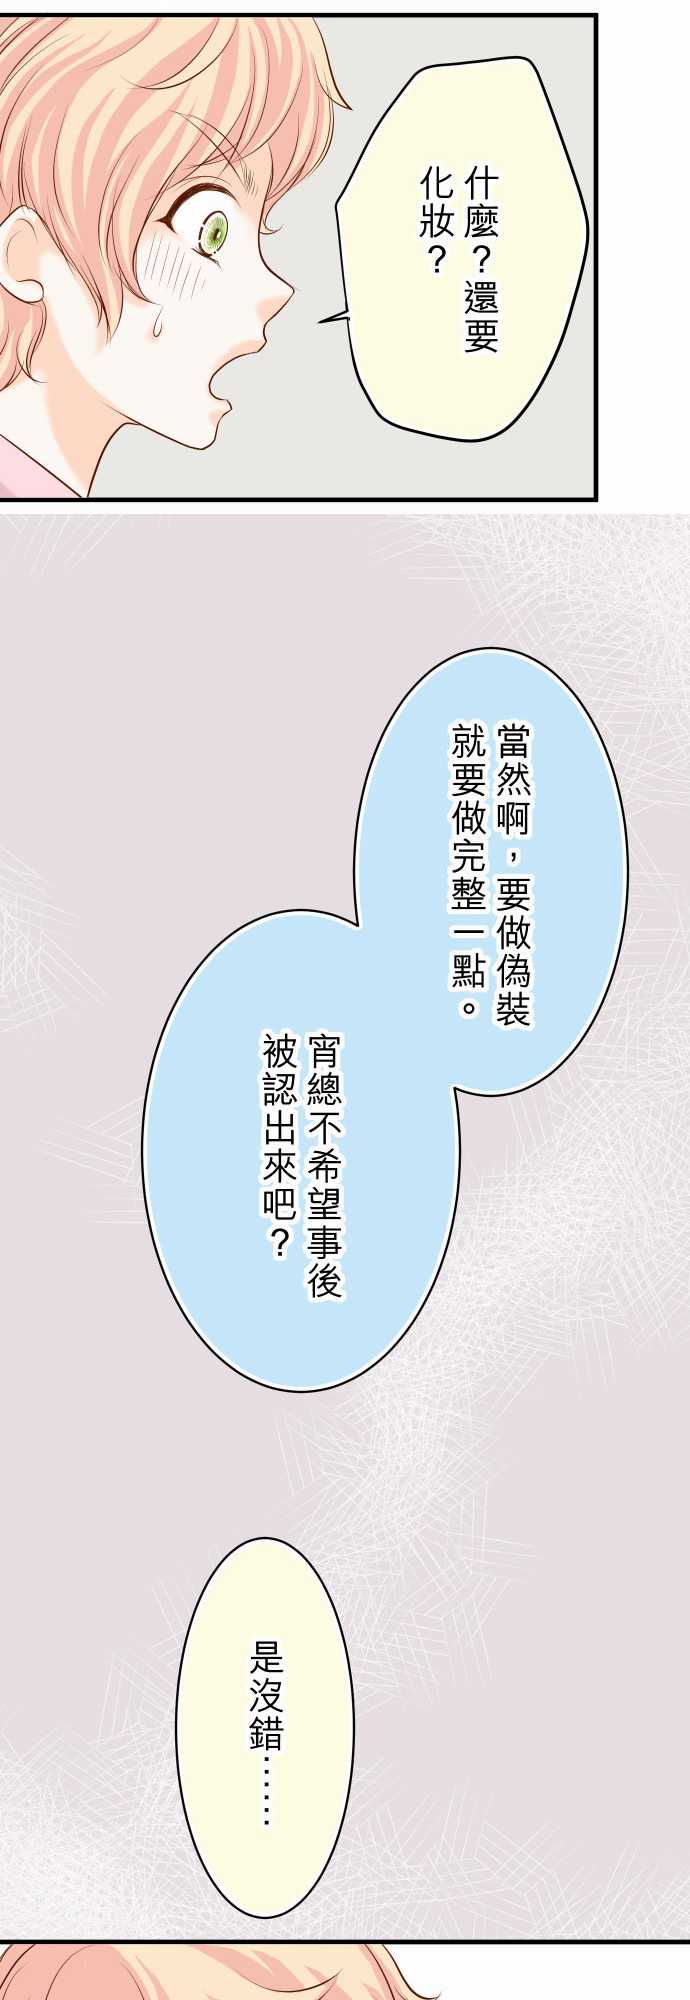 什麼？還要
化妝？
當然啊，要做偽裝
就要做完整一點。
宵總不希望事後
被認出來吧？
是沒錯……